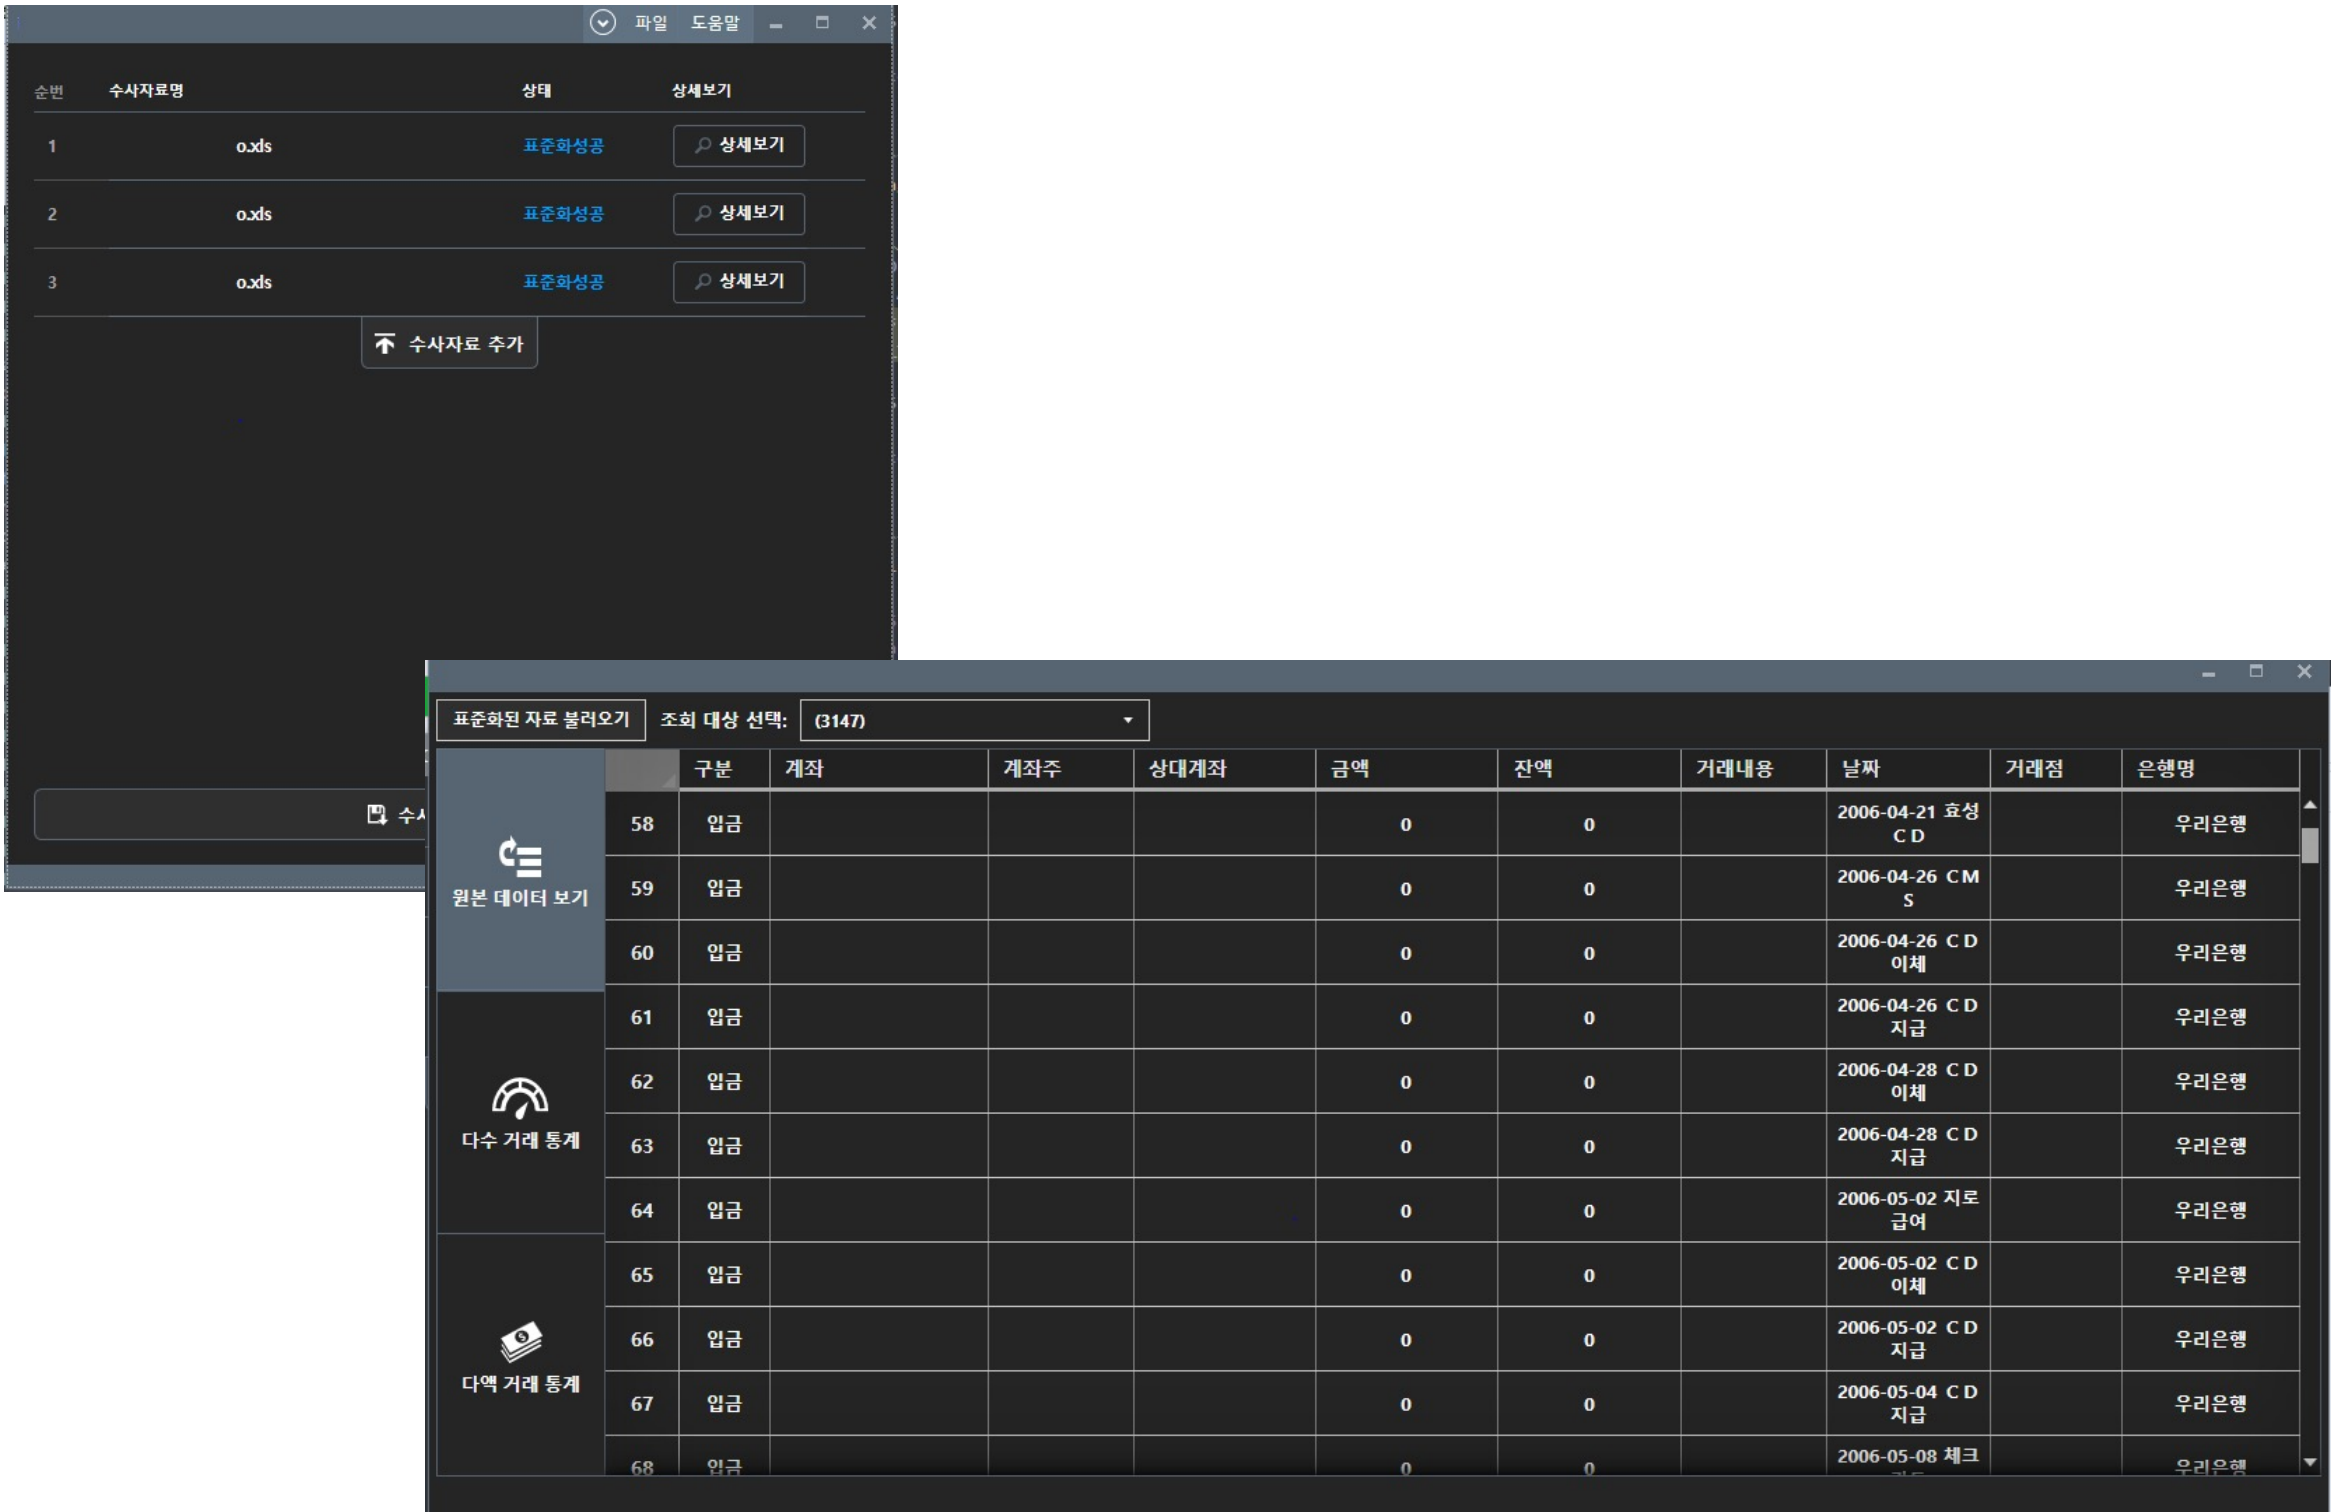 파일 도움말
순번 수사자료명 상태 상세보기
1 o.xls 표준화성공 상세보기
2 o.xls 표준화성공 상세보기
3 o.xls 표준화성공 상세보기
수사자료 추가
표준화된 자료 불러오기 조회 대상 선택: (3147)
원본 데이터 보기
다수 거래 통계
다액 거래 통계
구분 계좌 계좌주 상대계좌 금액 잔액 거래내용 날짜 거래점 은행명
58 입금 0 0 2006-04-21 효성
C D
우리은행
59 입금 0 0 2006-04-26 C M
S
우리은행
60 입금 0 0 2006-04-26 C D
이체
우리은행
61 입금 0 0 2006-04-26 C D
지급
우리은행
62 입금 0 0 2006-04-28 C D
이체
우리은행
63 입금 0 0 2006-04-28 C D
지급
우리은행
64 입금 0 0 2006-05-02 지로
급여
우리은행
65 입금 0 0 2006-05-02 C D
이체
우리은행
66 입금 0 0 2006-05-02 C D
지급
우리은행
67 입금 0 0 2006-05-04 C D
지급
우리은행
68 입금 0 0 2006-05-08 체크
우리은행